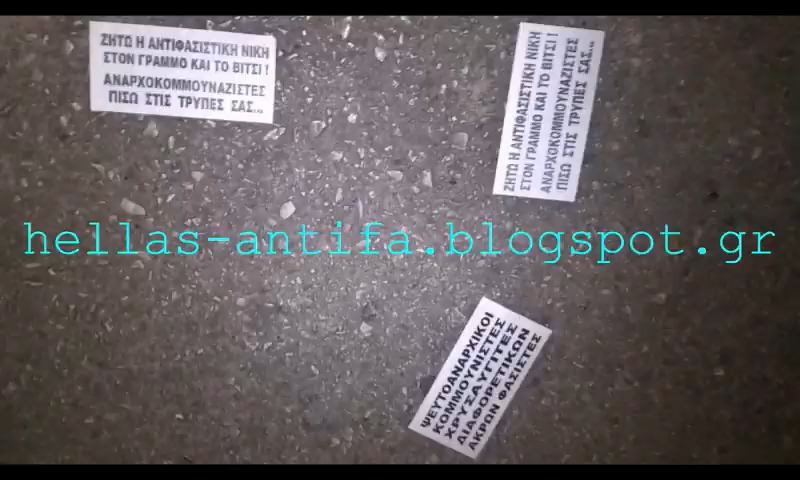 ΖΗΤΩ Η ΑΝΤΙΦΑΣΙΣΤΙΚΗ ΝΙΚΗ
ΣΤΟΝ ΓΡΑΜΜΟ ΚΑΙ ΤΟ ΒΙΤΣΙ !
ΑΝΑΡΧΟΚΟΜΜΟΥΝΑΖΙΣΤΕΣ
ΠΙΣΩ ΣΤΙΣ ΤΡΥΠΕΣ ΣΑΣ...
ΖΗΤΩ Η ΑΝΤΙΦΑΣΙΣΤΙΚΗ ΝΙΚΗ
ΣΤΟΝ ΓΡΑΜΜΟ ΚΑΙ ΤΟ ΒΙΤΣΙ !
ΑΝΑΡΧΟΚΟΜΜΟΥΝΑΖΙΣΤΕΣ
ΠΙΣΩ ΣΤΙΣ ΤΡΥΠΕΣ ΣΑΣ...
hellas-antifa.blogspot.gr
ΨΕΥΤΟΑΝΑΡΧΙΚΟΙ
ΚΟΜΜΟΥΝΙΣΤΕΣ
ΧΡΥΣΑΥΓΙΤΕΣ
ΔΙΑΦΟΡΕΤΙΚΩΝ
ΑΚΡΩΝ ΦΑΣΙΣΤΕΣ